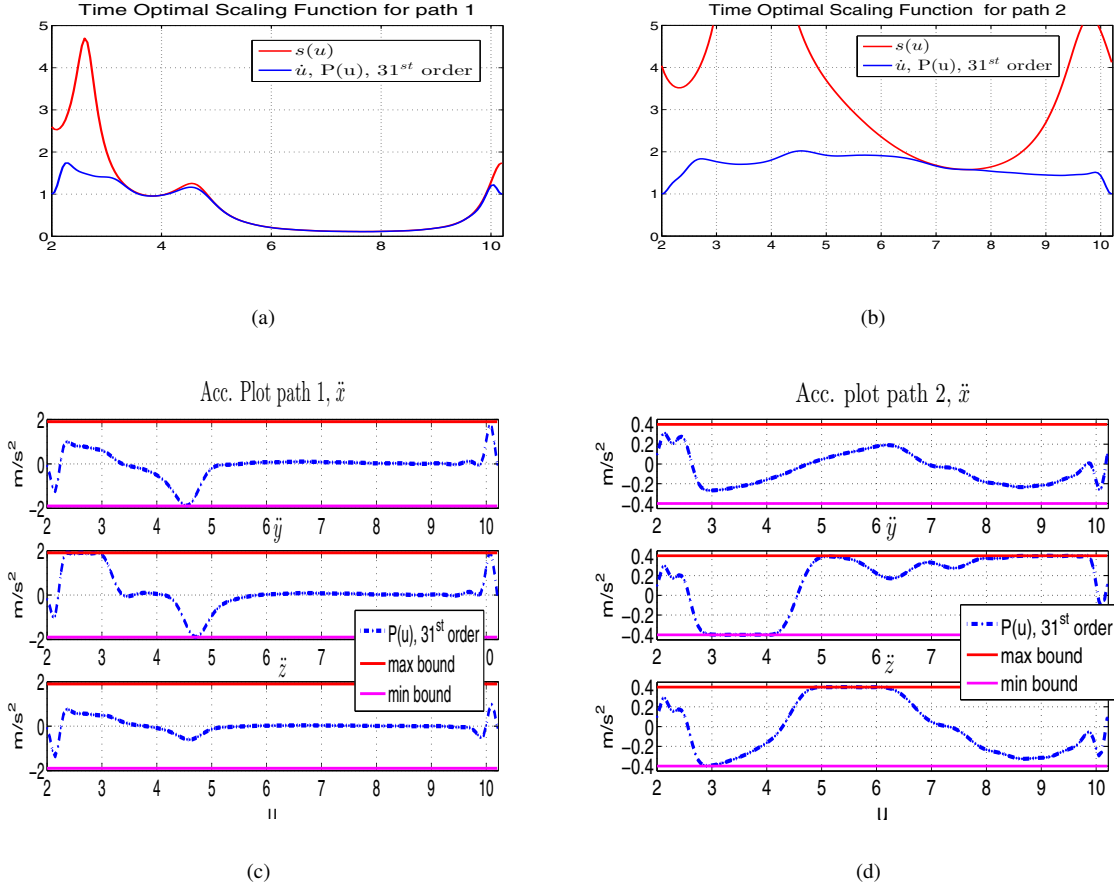 Time Optimal Scaling Function for path 1
5
4
3
2
1
0
2 4 6 8 10
s(u)
u̇, P(u), 31st order
(a)
Time Optimal Scaling Function for path 2
5
4
3
2
1
0
2 3 4 5 6 7 8 9 10
s(u)
u̇, P(u), 31st order
(b)
Acc. Plot path 1, ẍ
2
0
−2
m/s2
2 3 4 5 6 7 8 9 10
ÿ
2
0
−2
m/s2
2 3 4 5 0
z̈
2
0
−2
m/s2
2 3 4 5 6 7 8 9 10
u
P(u), 31st order
max bound
min bound
(c)
Acc. plot path 2, ẍ
0.4
0.2
0
−0.2
−0.4
m/s2
2 3 4 5 6 7 8 9 10
ÿ
0.4
0.2
0
−0.2
−0.4
m/s2
2 3 4 5 6 7
z̈
0.4
0.2
0
−0.2
−0.4
m/s2
2 3 4 5 6 7 8 9 10
u
P(u), 31st order
max bound
min bound
(d)